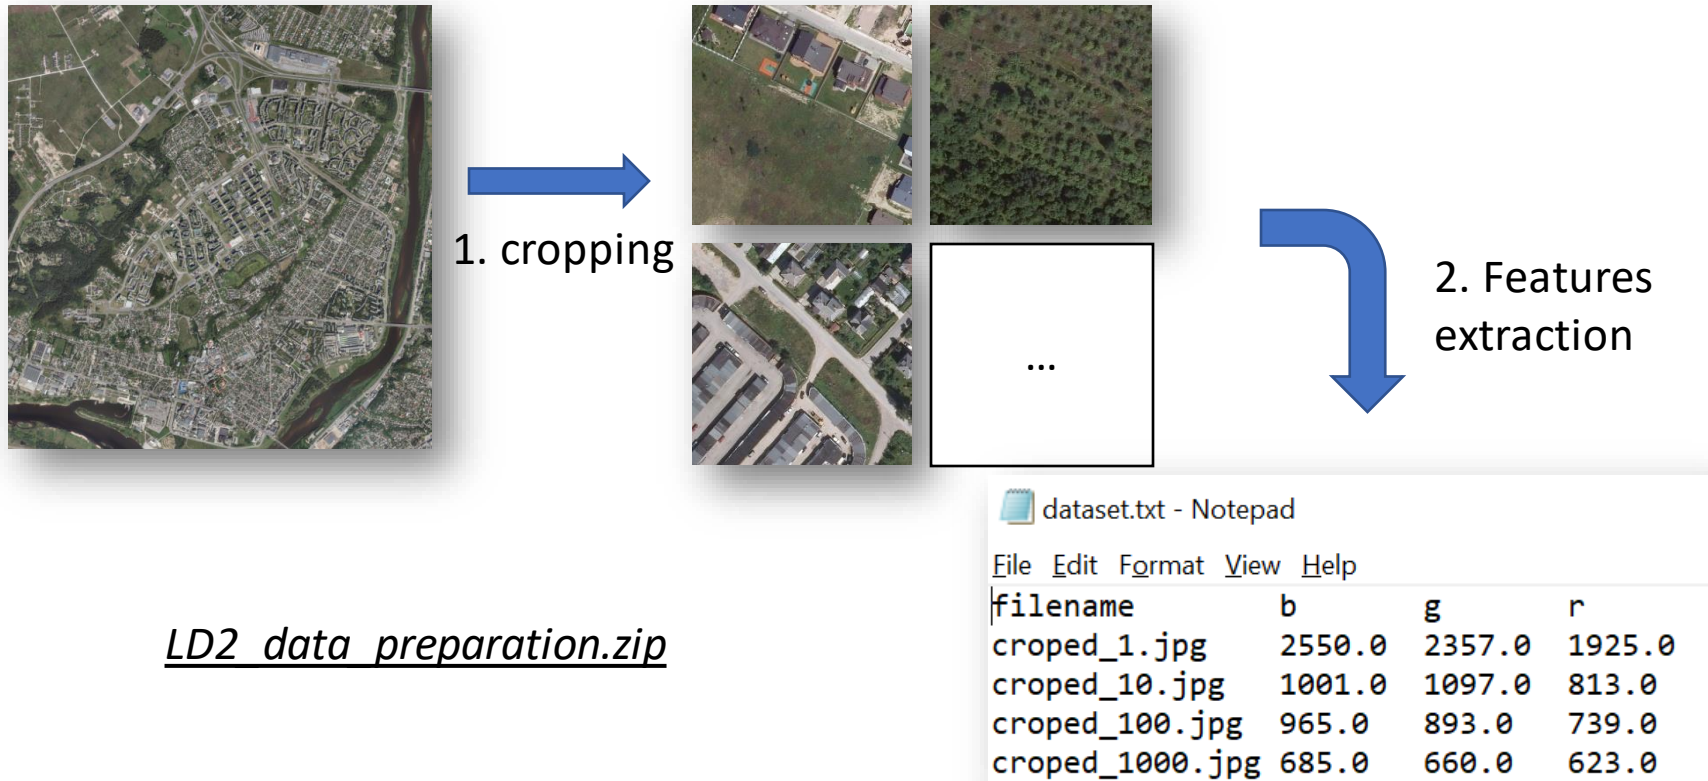 1. cropping
...
2. Features
extraction
LD2_data_preparation.zip
dataset.txt - Notepad
File Edit Format View Help
filename b g r
croped_1.jpg 2550.0 2357.0 1925.0
croped_10.jpg 1001.0 1097.0 813.0
croped_100.jpg 965.0 893.0 739.0
croped_1000.jpg 685.0 660.0 623.0